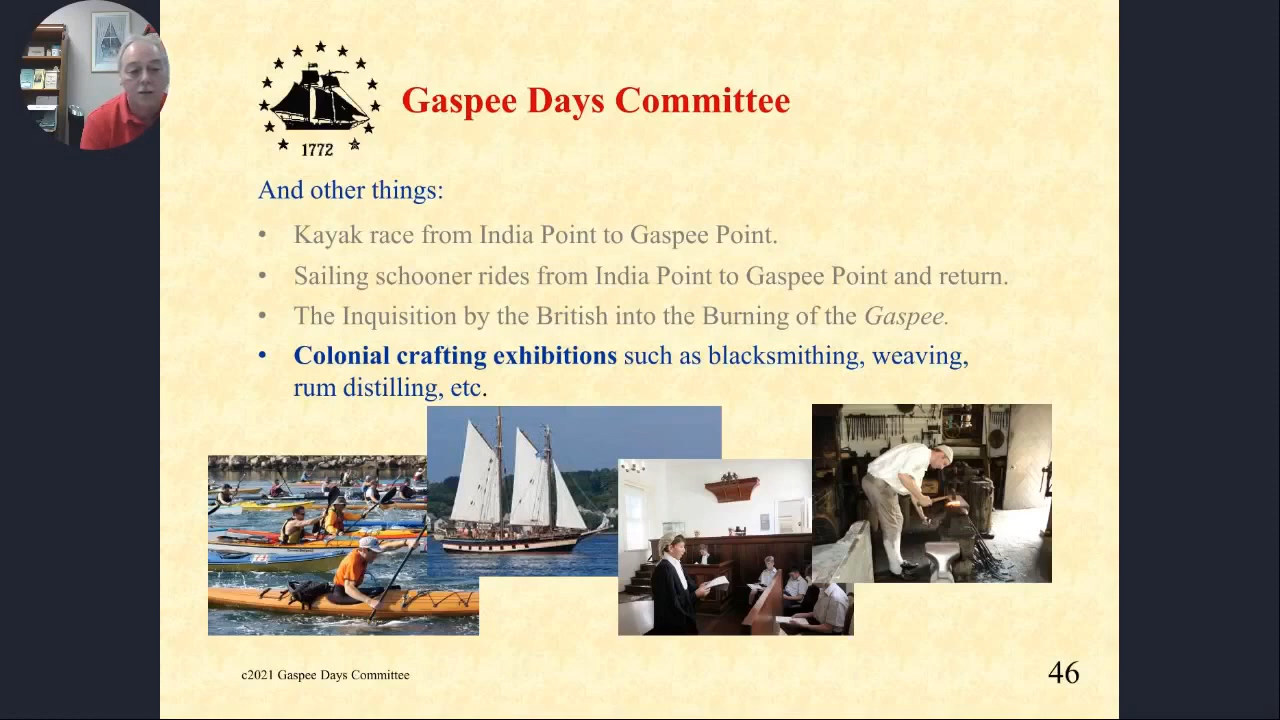 1772
Gaspee Days Committee
And other things:
• Kayak race from India Point to Gaspee Point.
• Sailing schooner rides from India Point to Gaspee Point and return.
• The Inquisition by the British into the Burning of the Gaspee.
• Colonial crafting exhibitions such as blacksmithing, weaving,
rum distilling, etc.
c2021 Gaspee Days Committee
46